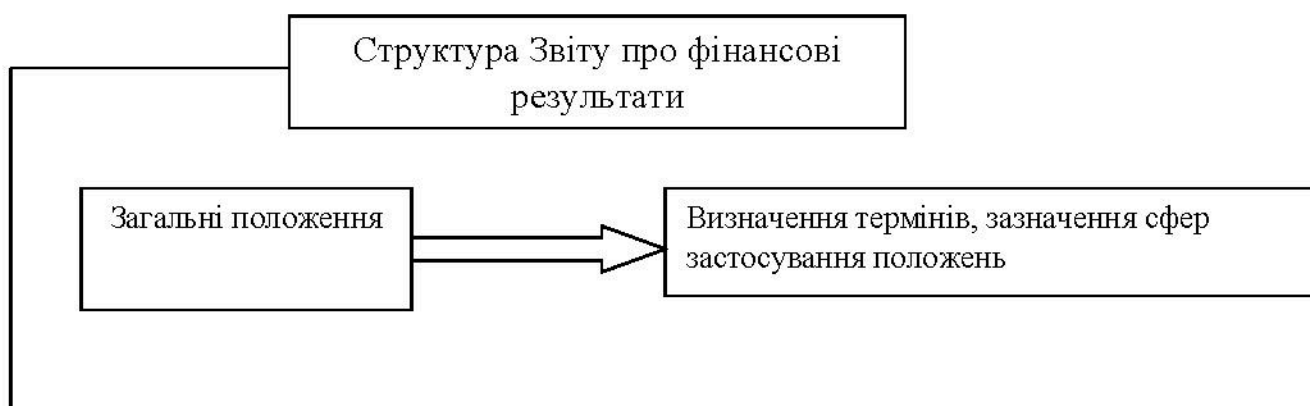 Структура Звіту про фінансові
результати
Загальні положення
Визначення термінів, зазначення сфер
застосування положень